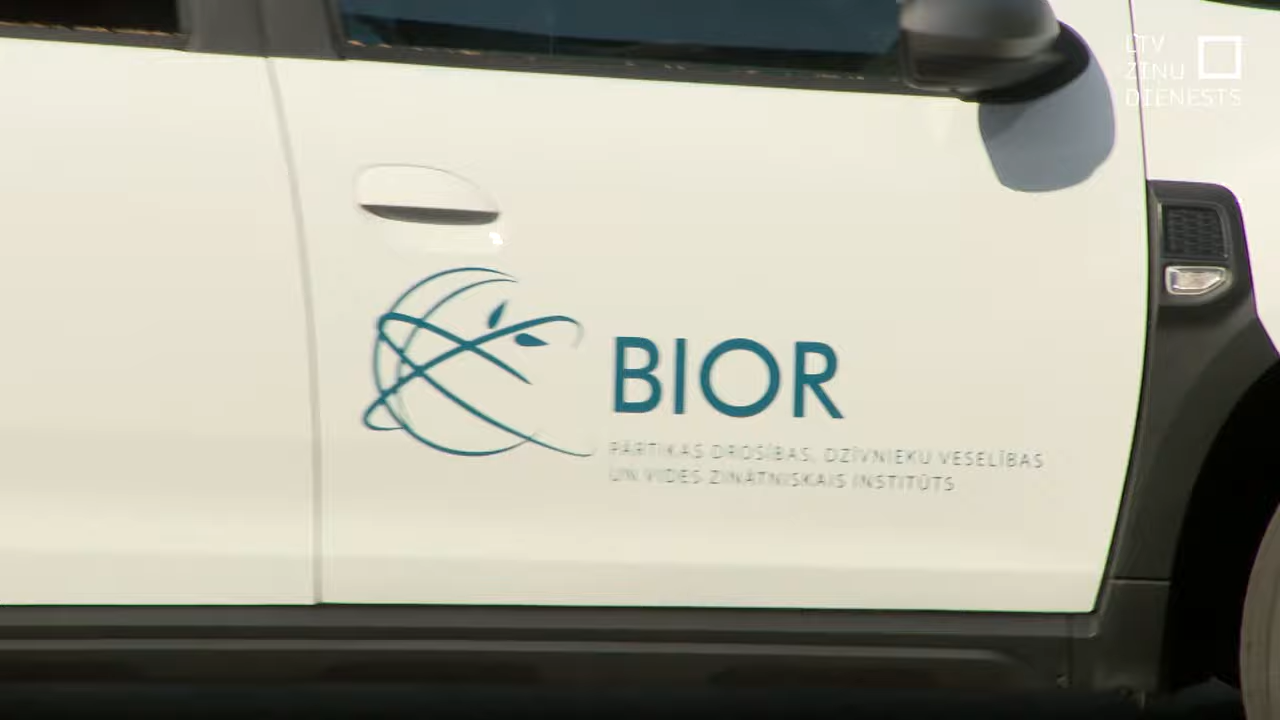 LTV
ZIŅU
DIENESTS
BIOR
PĀRTIKAS DROŠĪBAS, DZĪVNIEKU VESELĪBAS
UN VIDES ZINĀTNISKAIS INSTITŪTS